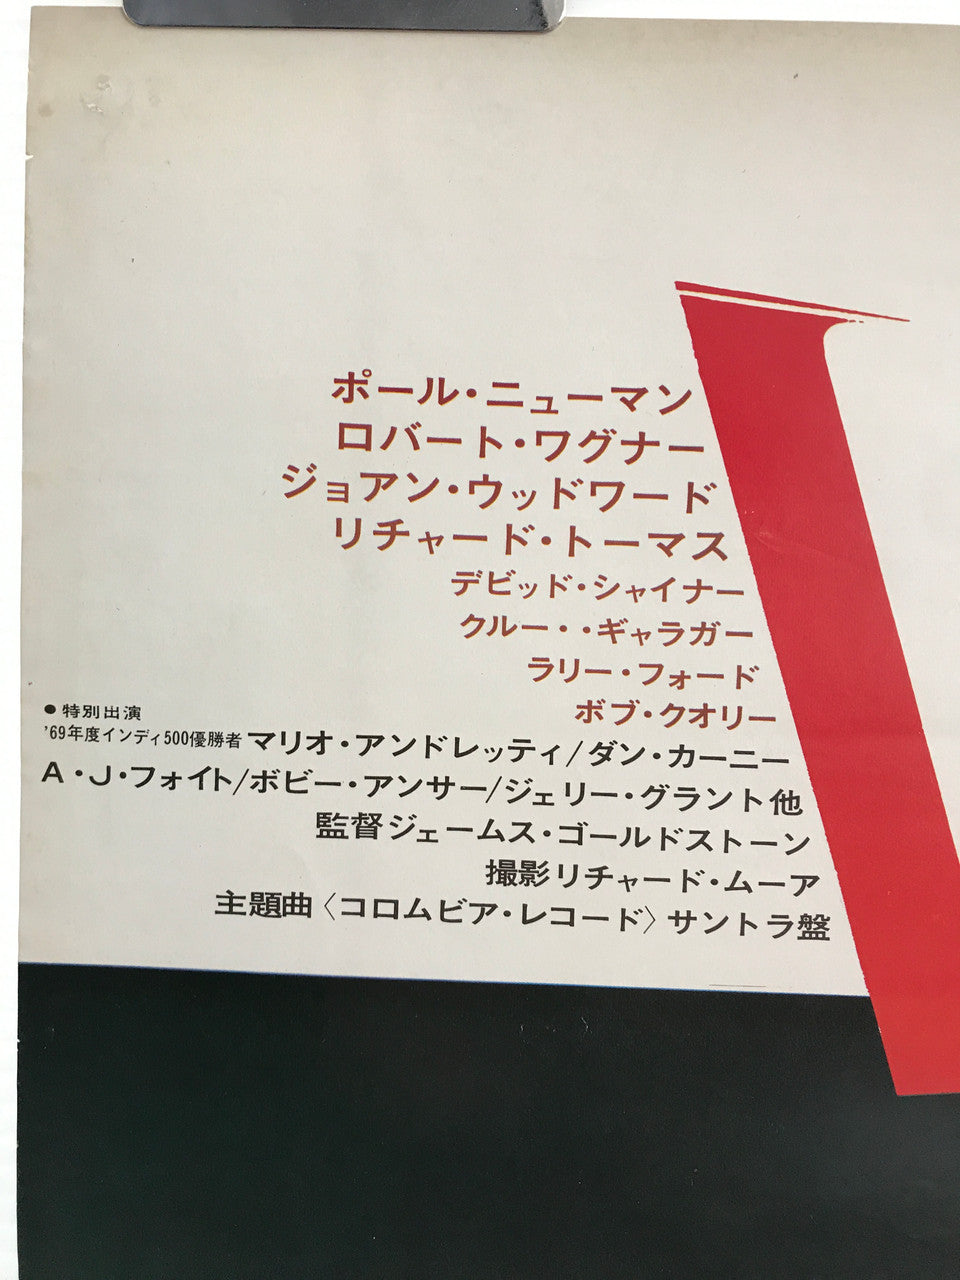 ポール・ニューマン
ロバート・ワグナー
ジョアン・ウッドワード
リチャード・トーマス
デビッド・シャイナー
クルー・・ギャラガー
ラリー・フォード
ボブ・クオリー
●特別出演
'69年度インディ500優勝者 マリオ・アンドレッティ/ダン・カーニー
A・J・フォイト/ボビー・アンサー/ジェリー・グラント他
監督ジェームス・ゴールドストーン
撮影リチャード・ムーア
主題曲〈コロムビア・レコード〉サントラ盤